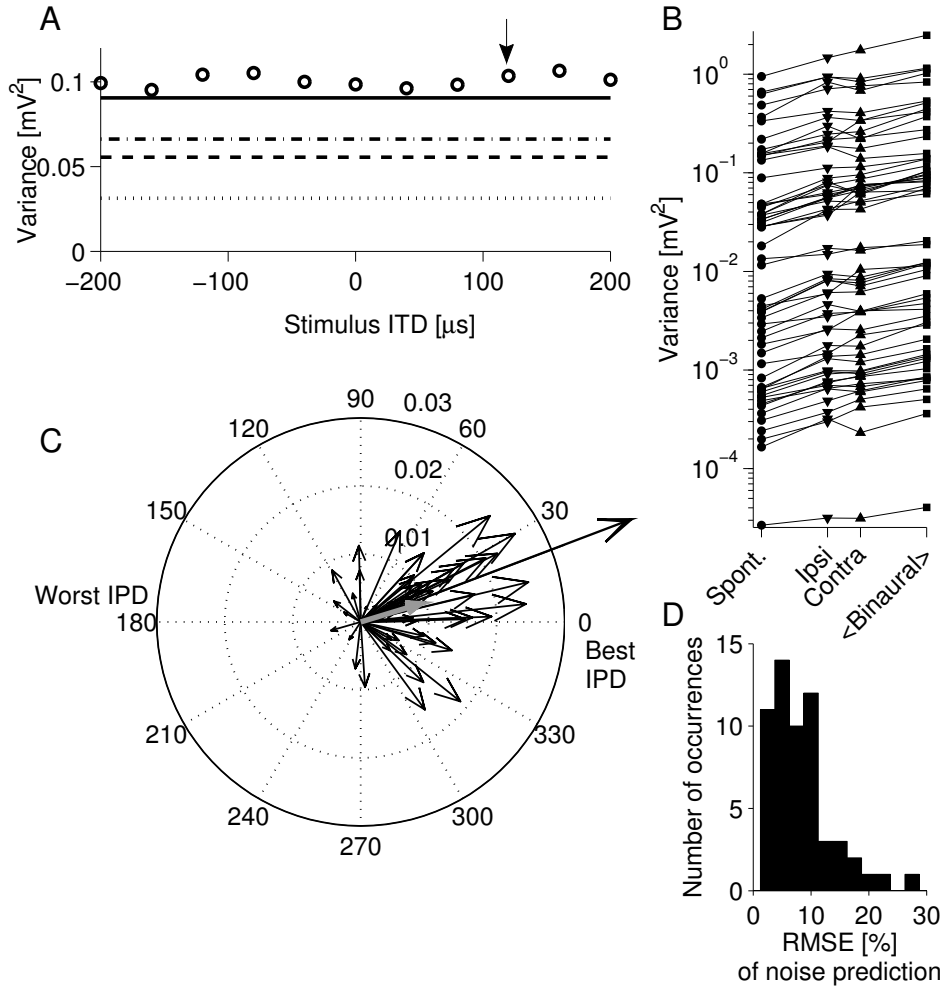 A
Variance [mV2]
0.1
0.05
0
−200
−100
0
100
200
Stimulus ITD [μs]
B
Variance [mV2]
10^0
10^−1
10^−2
10^−3
10^−4
Spont.
Ipsi
Contra
<Binaural>
C
90
0.03
120
60
0.02
150
30
0.01
Worst IPD
180
0
Best
IPD
210
330
240
300
270
D
Number of occurrences
15
10
5
0
0
10
20
30
RMSE [%]
of noise prediction